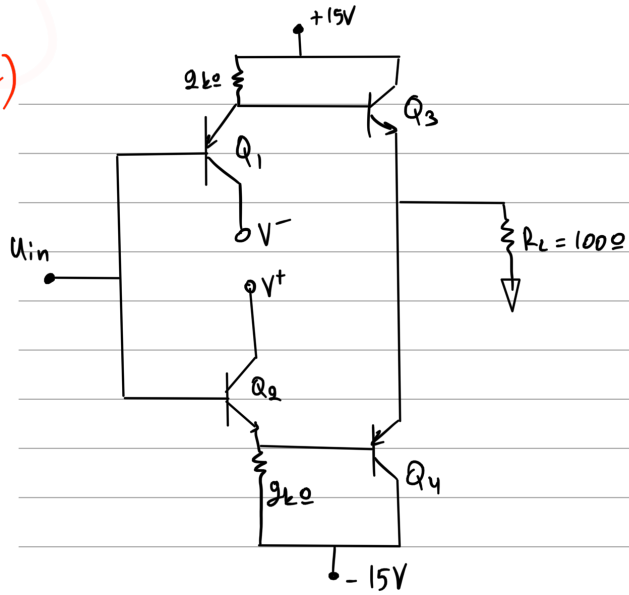 +15V
2kΩ
Q3
Q1
V-
RL = 100Ω
Uin
V+
Q2
Q4
2kΩ
- 15V